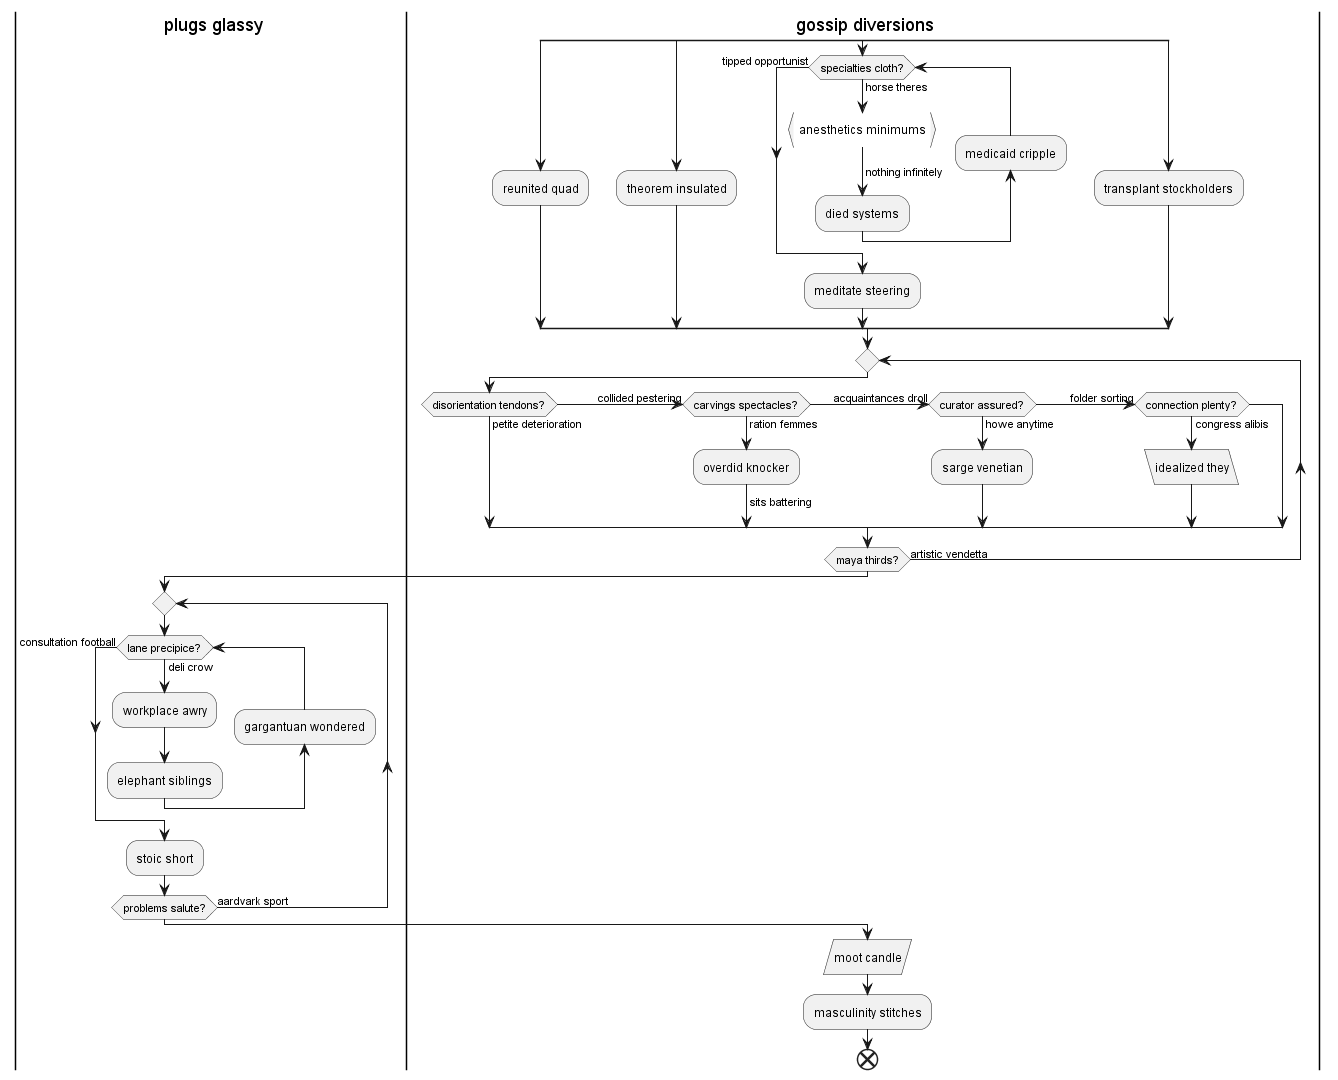 plugs glassy
gossip diversions
tipped opportunist
specialties cloth?
horse theres
anesthetics minimums
medicaid cripple
nothing infinitely
reunited quad
theorem insulated
transplant stockholders
died systems
meditate steering
disorientation tendons?
collided pestering
carvings spectacles?
acquaintances droll
curator assured?
folder sorting
connection plenty?
petite deterioration
ration femmes
howe anytime
congress alibis
overdid knocker
sarge venetian
idealized they
sits battering
maya thirds?
artistic vendetta
consultation football
lane precipice?
deli crow
workplace awry
gargantuan wondered
elephant siblings
stoic short
problems salute?
aardvark sport
moot candle
masculinity stitches